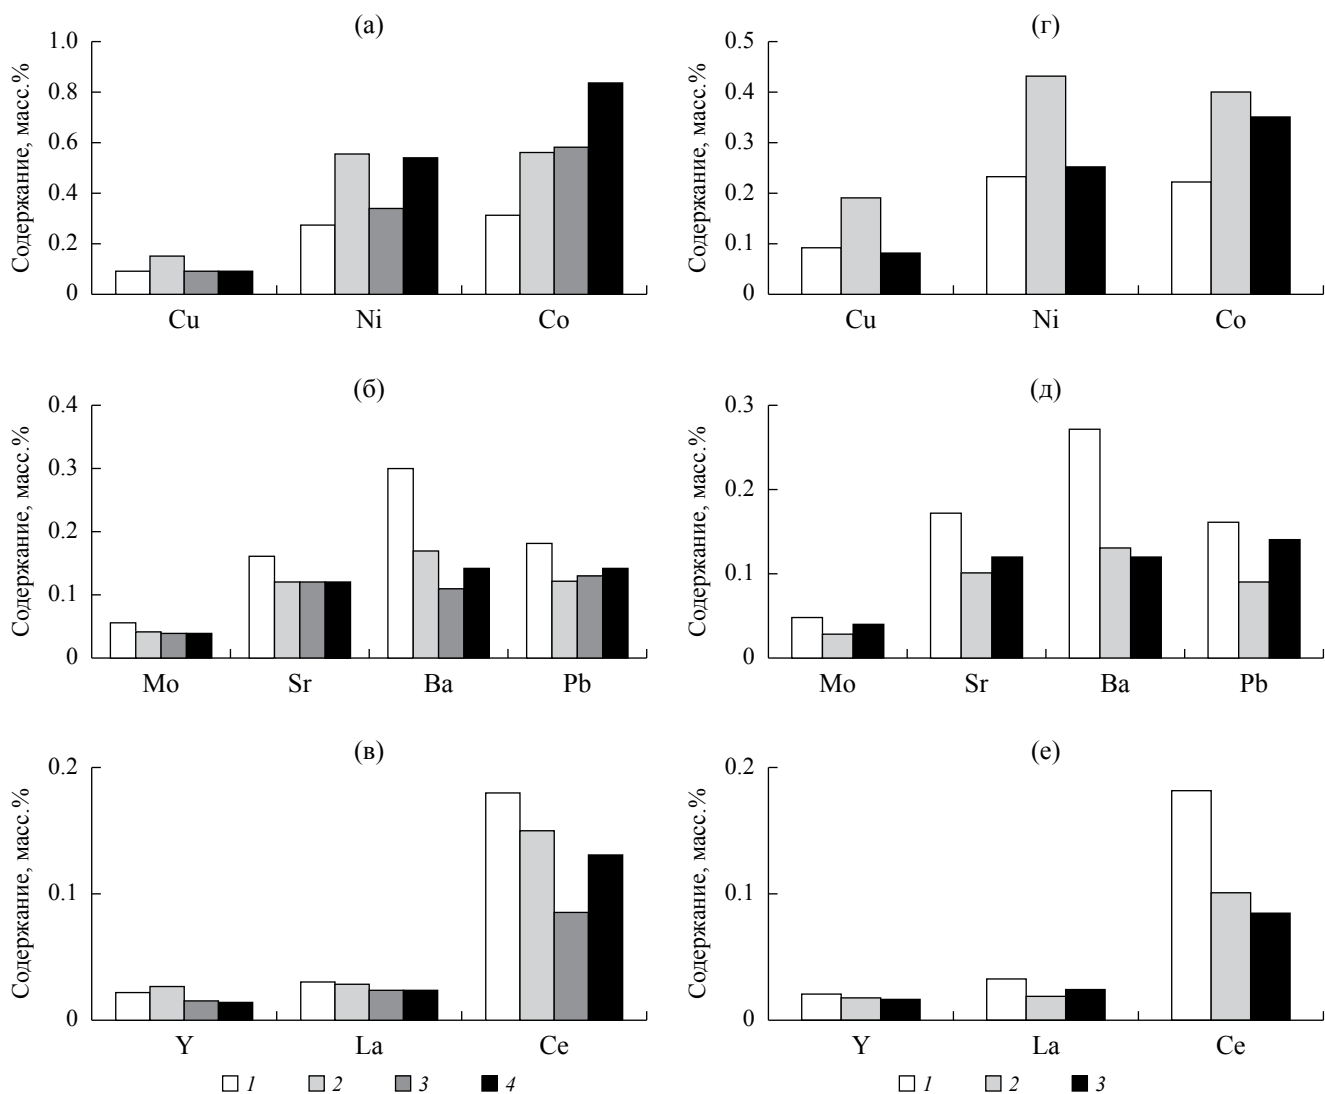 (а)
Содержание, масс.%
1.0
0.8
0.6
0.4
0.2
0
Cu Ni Co
(г)
Содержание, масс.%
0.5
0.4
0.3
0.2
0.1
0
Cu Ni Co
(б)
Содержание, масс.%
0.4
0.3
0.2
0.1
0
Mo Sr Ba Pb
(д)
Содержание, масс.%
0.3
0.2
0.1
0
Mo Sr Ba Pb
(в)
Содержание, масс.%
0.2
0.1
0
Y La Ce
1 2 3 4
(е)
Содержание, масс.%
0.2
0.1
0
Y La Ce
1 2 3